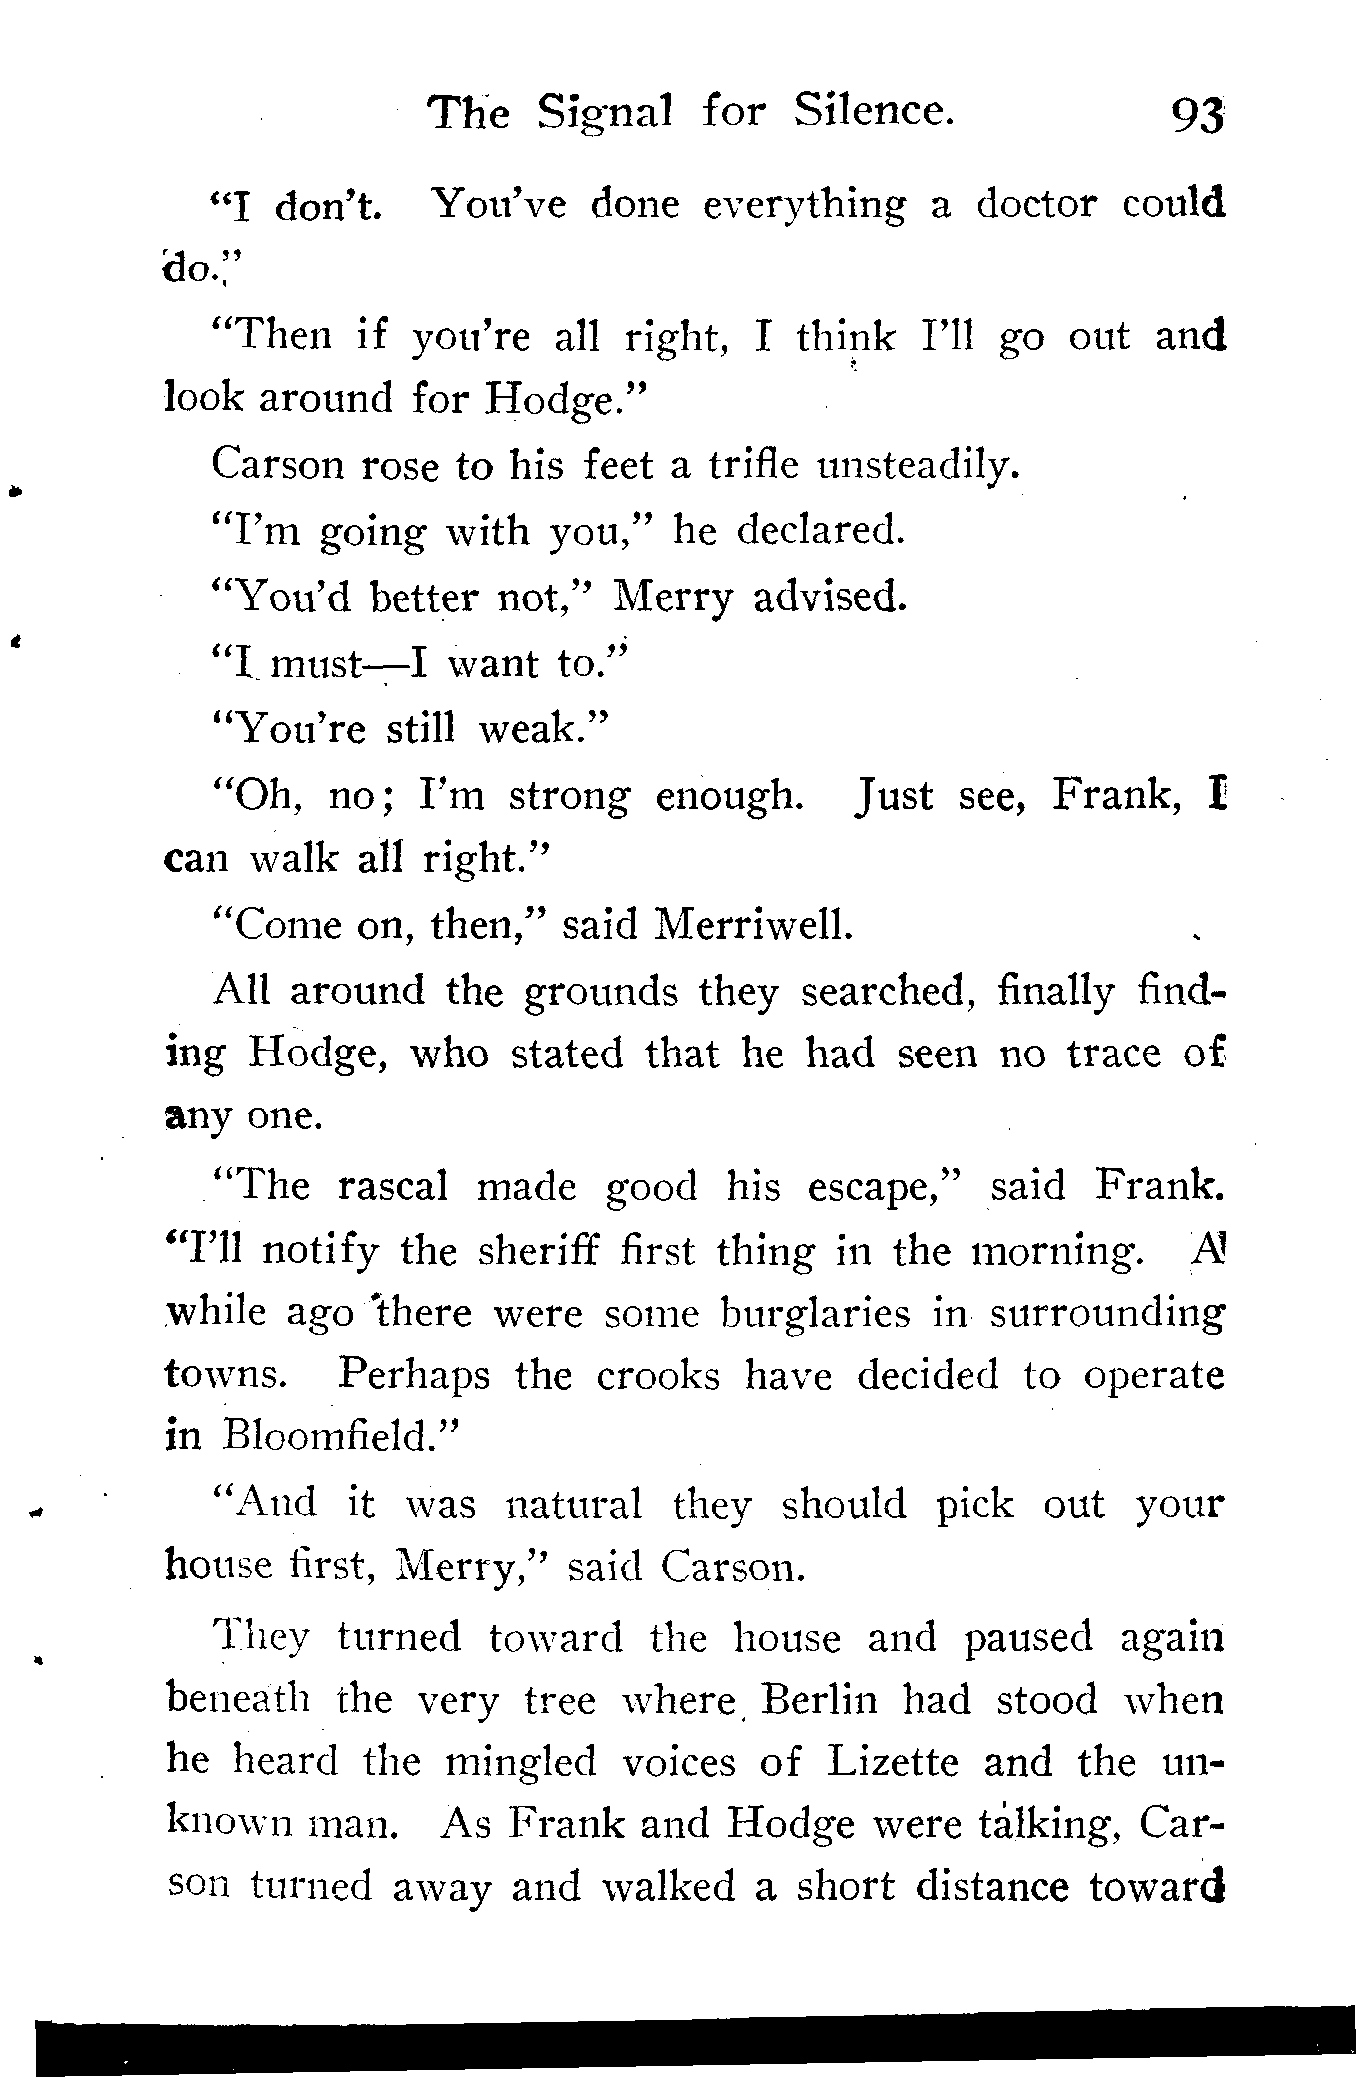 The Signal for Silence. 93
“I don’t. You’ve done everything a doctor could
do.”
“Then if you’re all right, I think I’ll go out and
look around for Hodge.”
Carson rose to his feet a trifle unsteadily.
“I’m going with you,” he declared.
“You’d better not,” Merry advised.
“I must—I want to.”
“You’re still weak.”
“Oh, no; I’m strong enough. Just see, Frank, I
can walk all right.”
“Come on, then,” said Merriwell.
All around the grounds they searched, finally find-
ing Hodge, who stated that he had seen no trace of
any one.
“The rascal made good his escape,” said Frank.
“I’ll notify the sheriff first thing in the morning. A
while ago there were some burglaries in surrounding
towns. Perhaps the crooks have decided to operate
in Bloomfield.”
“And it was natural they should pick out your
house first, Merry,” said Carson.
They turned toward the house and paused again
beneath the very tree where Berlin had stood when
he heard the mingled voices of Lizette and the un-
known man. As Frank and Hodge were talking, Car-
son turned away and walked a short distance toward